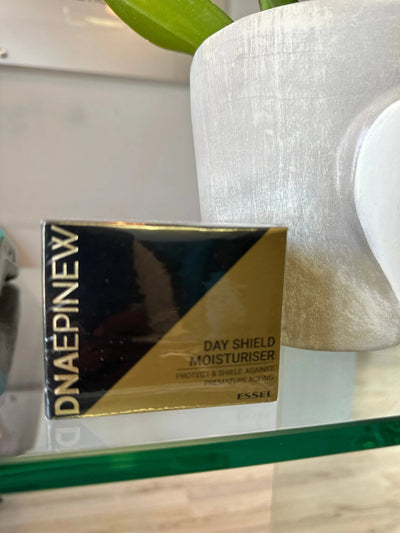 DNAEPINEW
DAY SHIELD
MOISTURISER
PROTECT & SHIELD AGAINST
PREMATURE AGEING
ESSEL